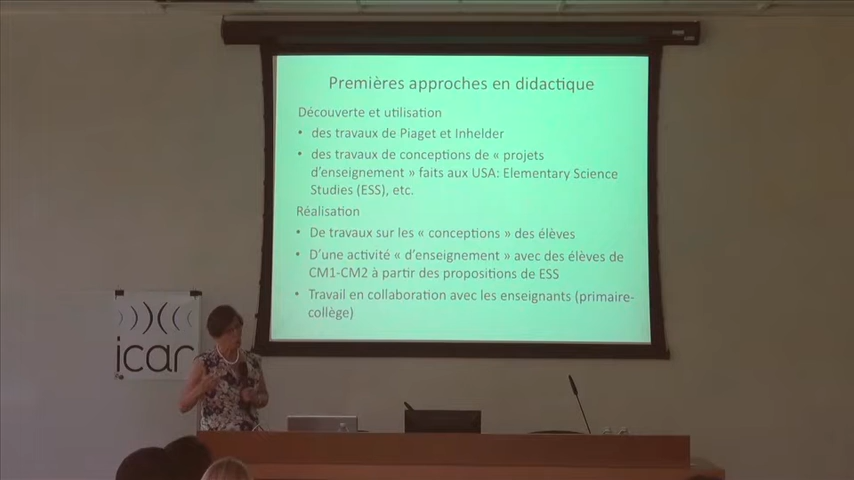 Premières approches en didactique
Découverte et utilisation
• des travaux de Piaget et Inhelder
• des travaux de conceptions de « projets
d'enseignement » faits aux USA: Elementary Science
Studies (ESS), etc.
Réalisation
• De travaux sur les « conceptions » des élèves
• D'une activité « d'enseignement » avec des élèves de
CM1-CM2 à partir des propositions de ESS
• Travail en collaboration avec les enseignants (primaire-
collège)
icar